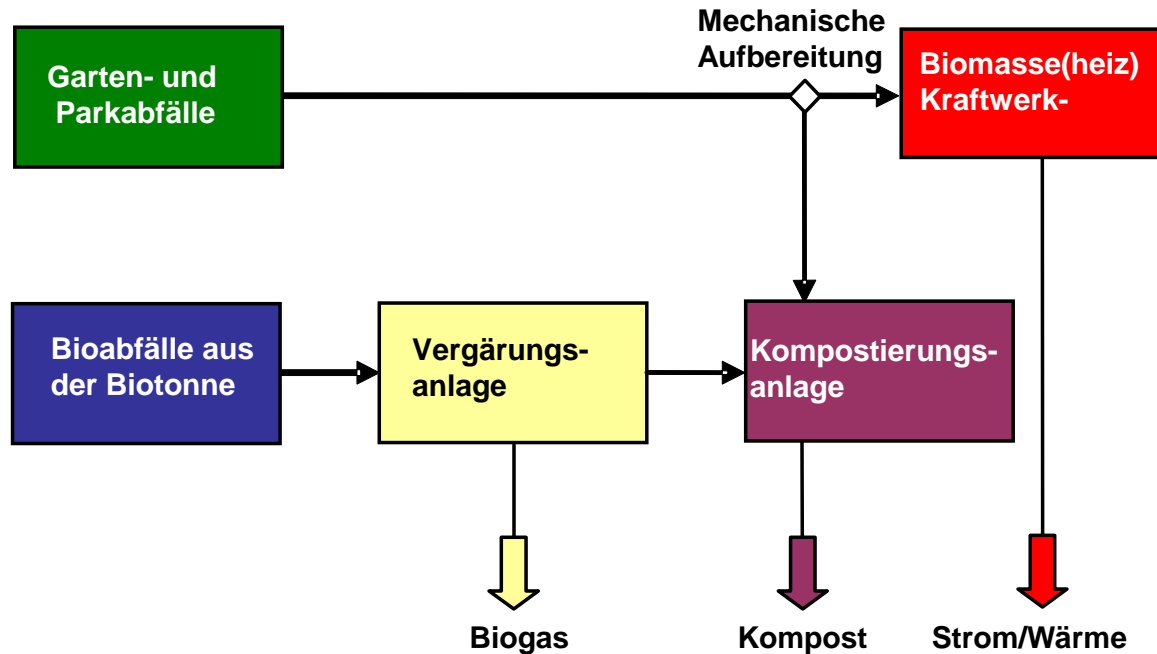 Mechanische
Aufbereitung
Garten- und
Parkabfälle
Biomasse(heiz)
Kraftwerk-
Bioabfälle aus
der Biotonne
Vergärungs-
anlage
Kompostierungs-
anlage
Biogas
Kompost
Strom/Wärme